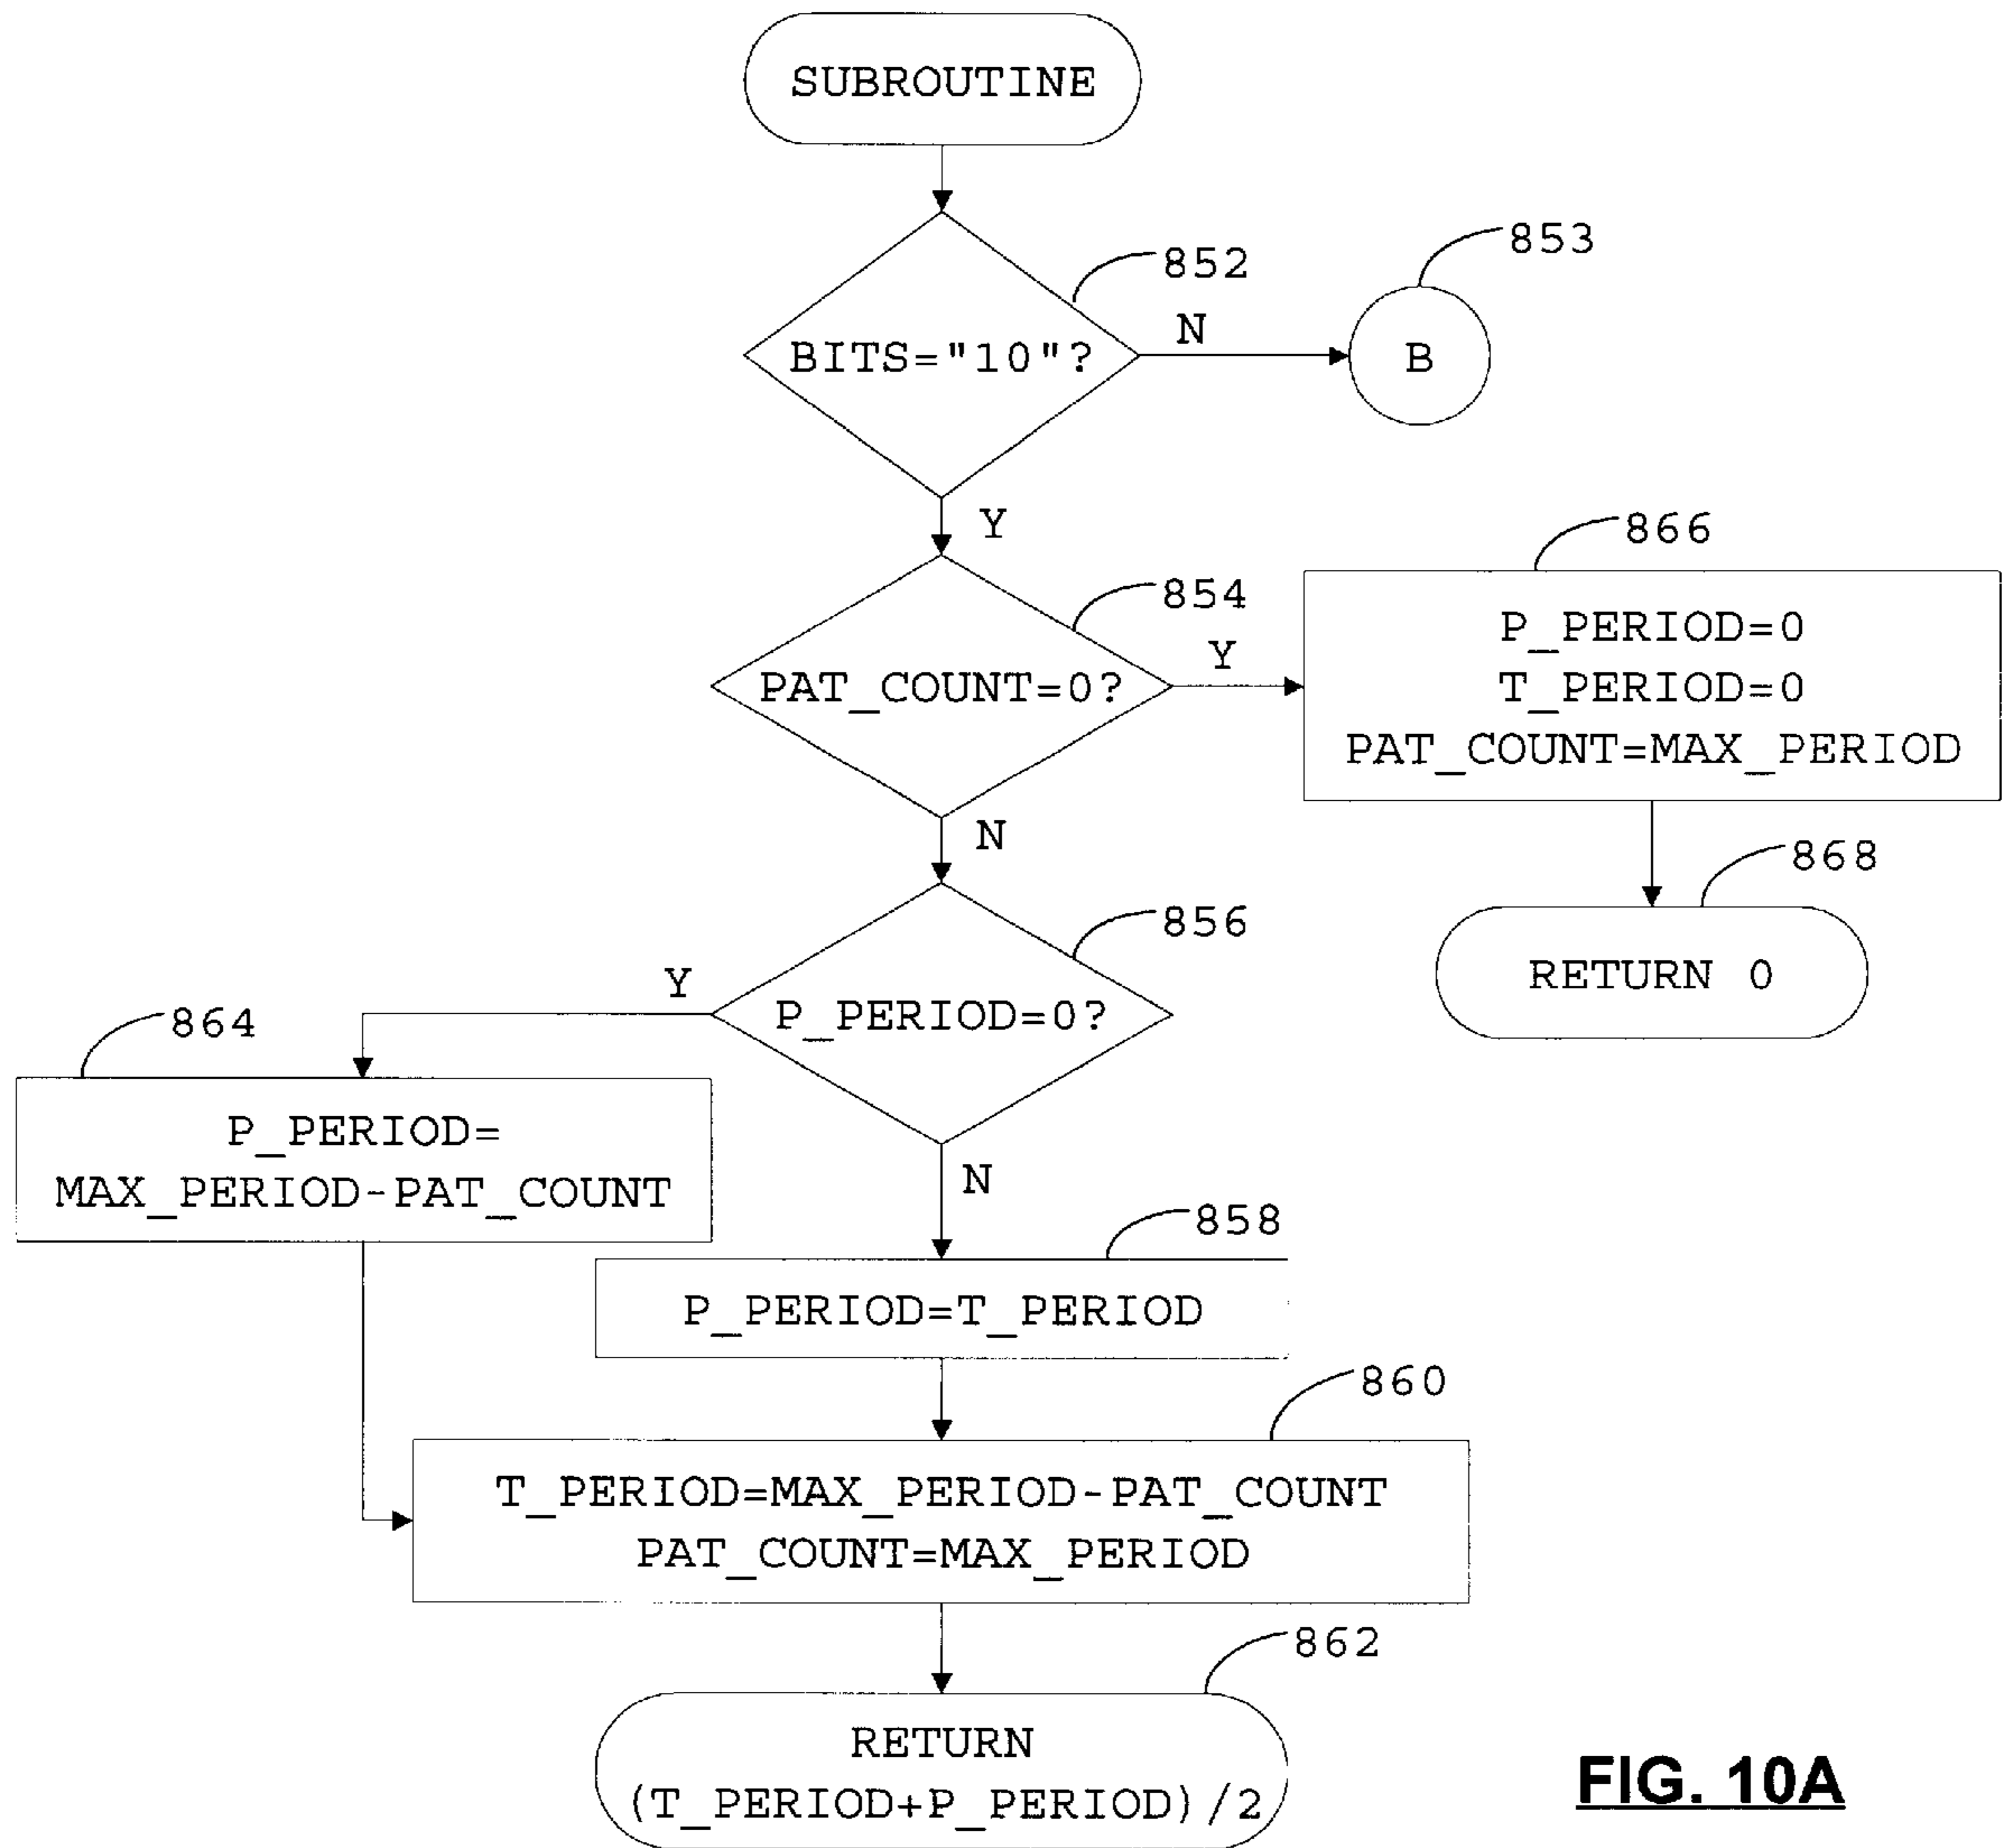 SUBROUTINE
852
853
BITS="10"?
N
B
Y
866
854
P_PERIOD=0
Y
PAT_COUNT=0?
T_PERIOD=0
PAT_COUNT=MAX_PERIOD
N
868
856
RETURN 0
Y
P_PERIOD=0?
864
P_PERIOD=
MAX_PERIOD-PAT_COUNT
N
858
P_PERIOD=T_PERIOD
860
T_PERIOD=MAX_PERIOD-PAT_COUNT
PAT_COUNT=MAX_PERIOD
862
RETURN
(T_PERIOD+P_PERIOD)/2
FIG. 10A